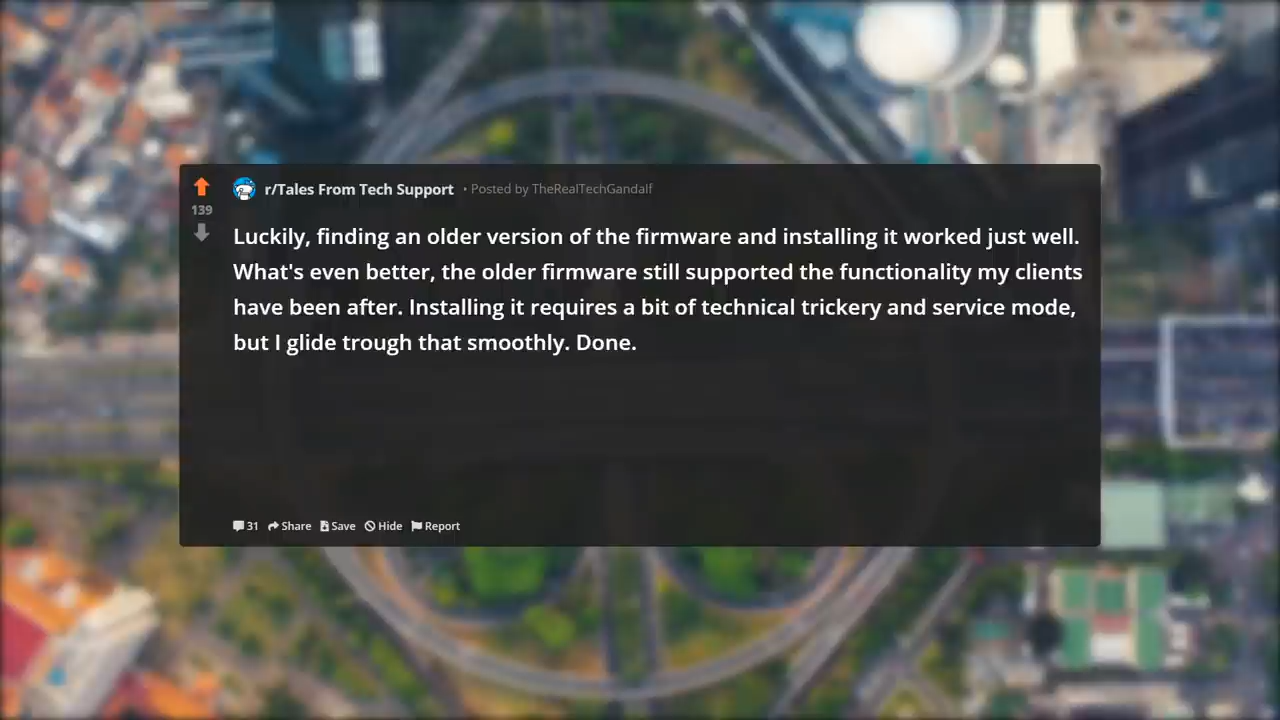 r/Tales From Tech Support • Posted by TheRealTechGandalf
139
Luckily, finding an older version of the firmware and installing it worked just well.
What's even better, the older firmware still supported the functionality my clients
have been after. Installing it requires a bit of technical trickery and service mode,
but I glide trough that smoothly. Done.
31 Share Save Hide Report